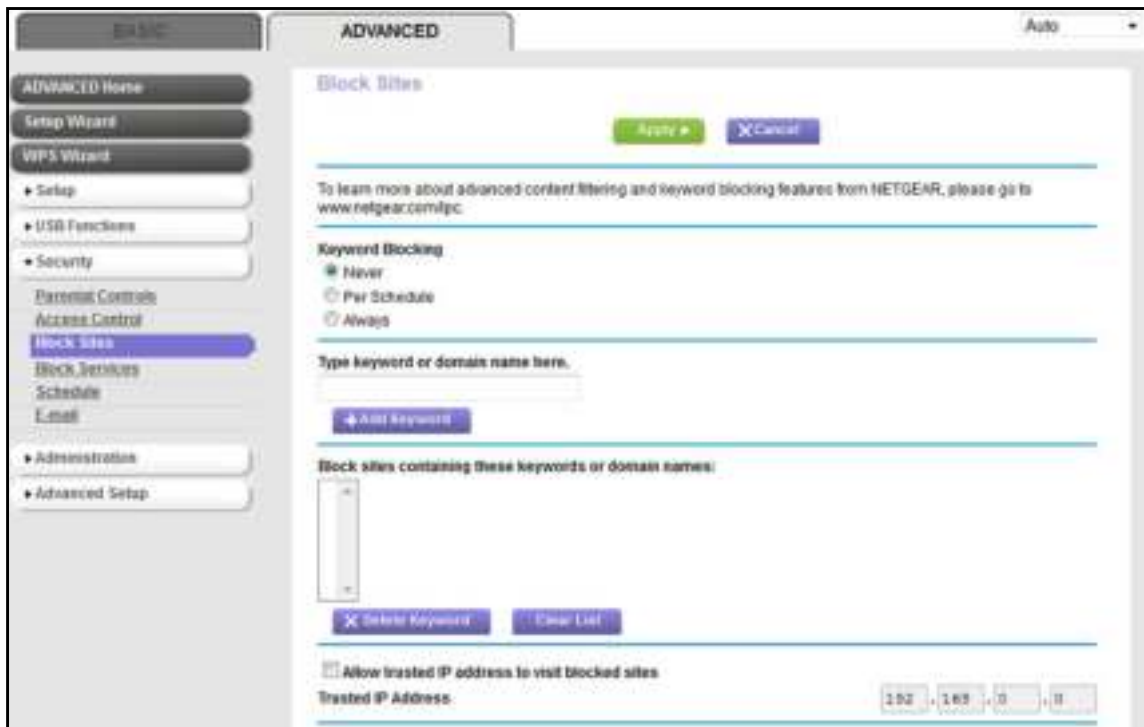 BASIC
ADVANCED
Auto
ADVANCED Home
Setup Wizard
WPS Wizard
Setup
USB Functions
Security
Parental Controls
Access Control
Block Sites
Block Services
Schedule
E-mail
Administration
Advanced Setup
Block Sites
Apply
Cancel
To learn more about advanced content filtering and keyword blocking features from NETGEAR, please go to
www.netgear.com/lpc.
Keyword Blocking
Never
Per Schedule
Always
Type keyword or domain name here.
Add Keyword
Block sites containing these keywords or domain names:
Delete Keyword
Clear List
Allow trusted IP address to visit blocked sites
Trusted IP Address
192 . 168 . 0 . 0